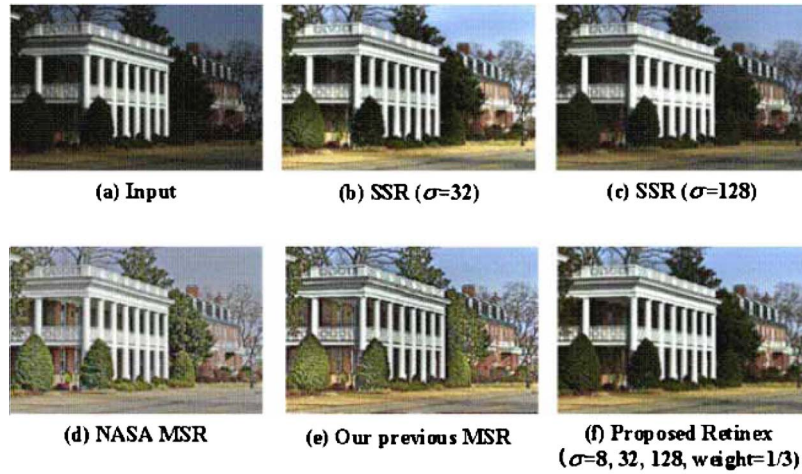 (a) Input
(b) SSR (σ=32)
(c) SSR (σ=128)
(d) NASA MSR
(e) Our previous MSR
(f) Proposed Retinex
(σ=8, 32, 128, weight=1/3)